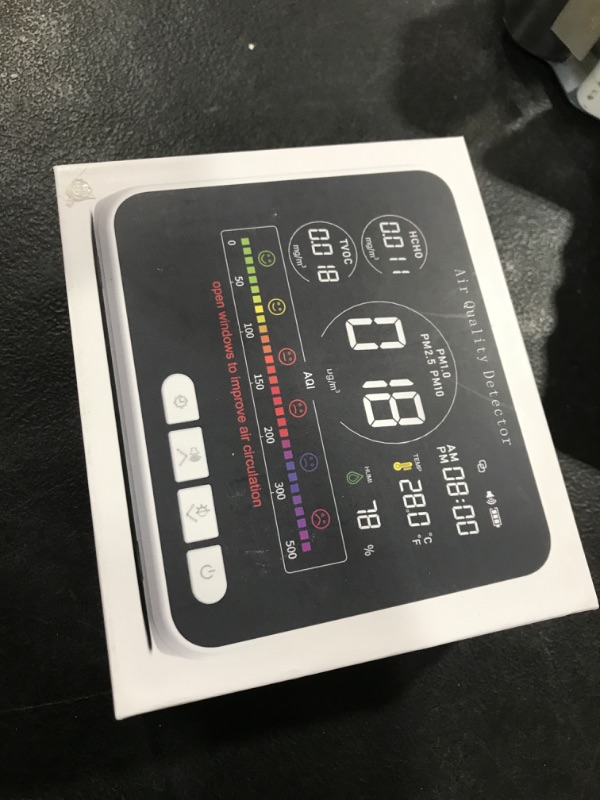 Air Quality Detector
HCHO
0.011
mg/m³
TVOC
0.018
mg/m³
PM1.0
PM2.5 PM10
018
ug/m³
AM
PM
08:00
TEMP
28.0
°C
°F
HUMI
78
%
AQI
0
50
100
150
200
300
500
open windows to improve air circulation